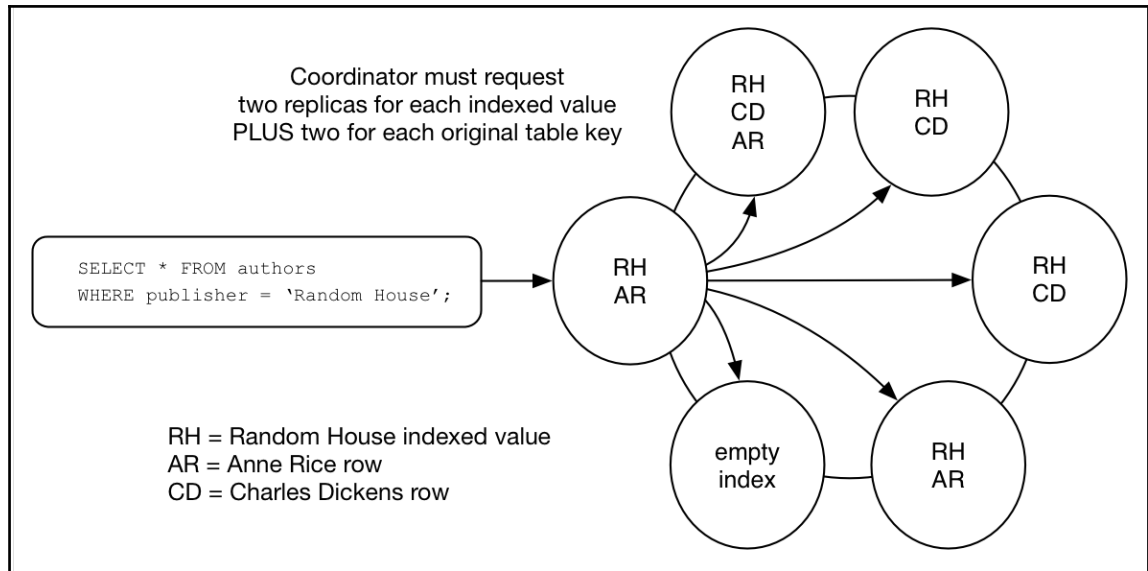 Coordinator must request
two replicas for each indexed value
PLUS two for each original table key
RH
CD
AR
RH
CD
SELECT * FROM authors
WHERE publisher = ‘Random House’;
RH
AR
RH
CD
RH = Random House indexed value
AR = Anne Rice row
CD = Charles Dickens row
empty
index
RH
AR